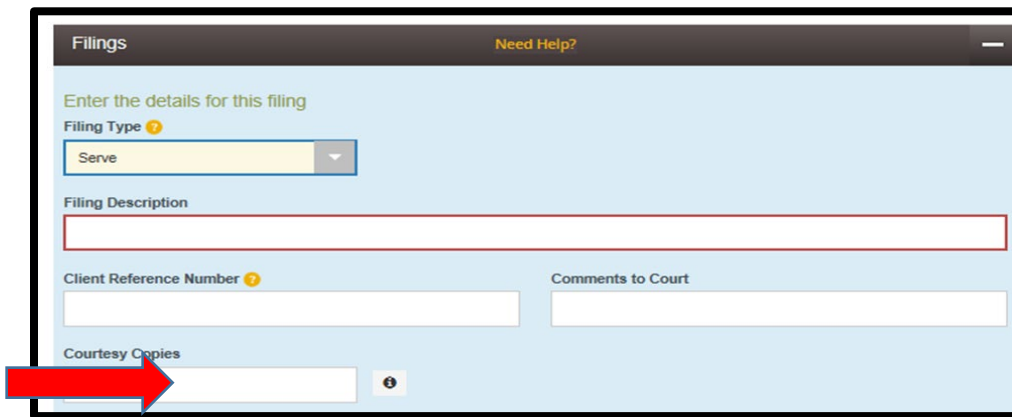 Filings Need Help?
Enter the details for this filing
Filing Type
Serve
Filing Description
Client Reference Number Comments to Court
Courtesy Copies